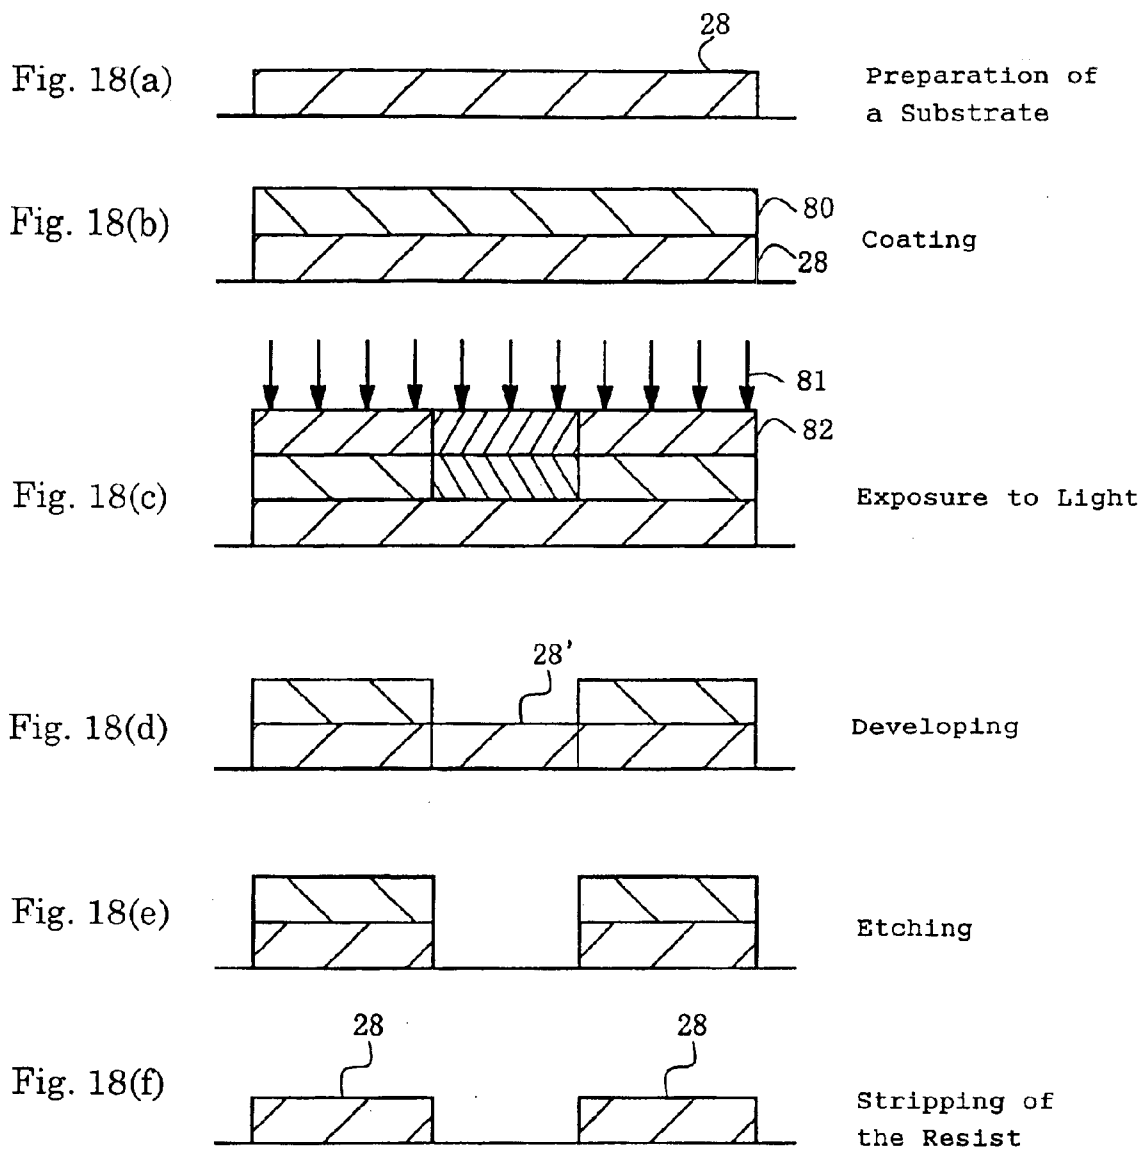 28
Fig. 18(a)
Preparation of
a Substrate
Fig. 18(b)
80
Coating
28
81
82
Fig. 18(c)
Exposure to Light
28'
Fig. 18(d)
Developing
Fig. 18(e)
Etching
28
28
Fig. 18(f)
Stripping of
the Resist